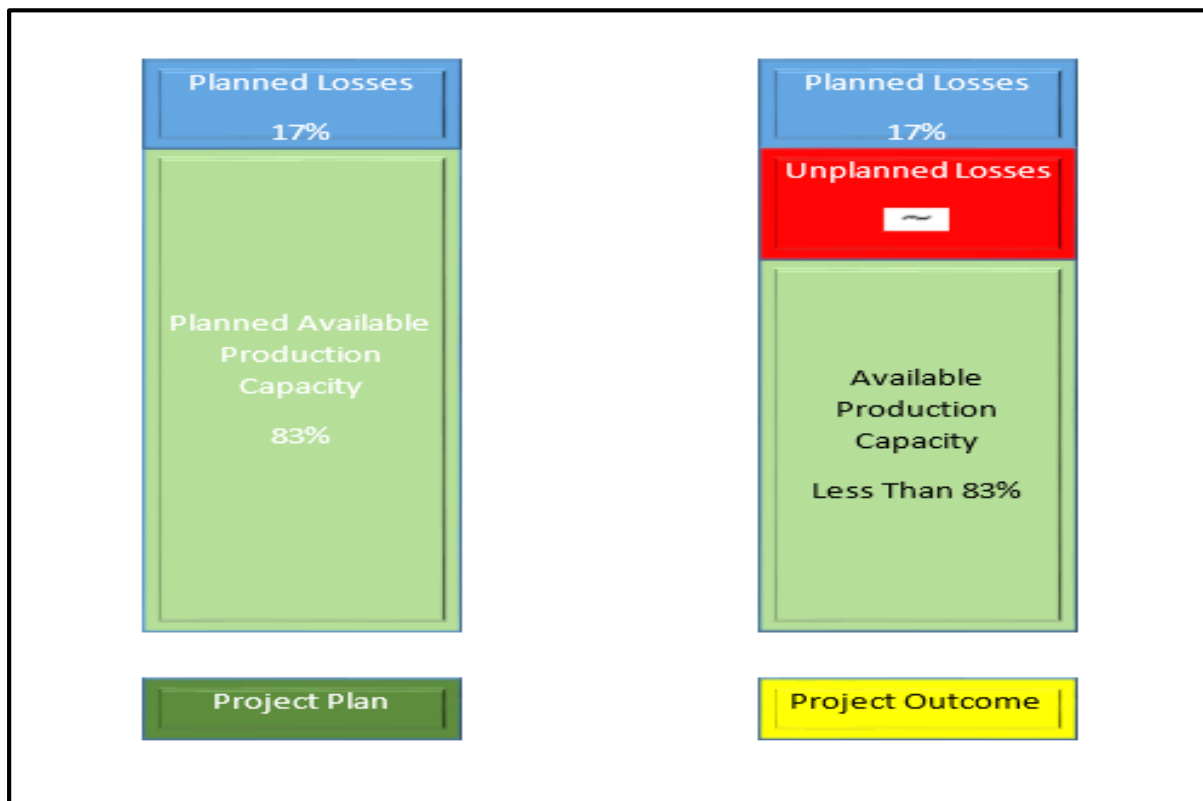 Planned Losses
17%
Planned Available
Production
Capacity
83%
Project Plan
Planned Losses
17%
Unplanned Losses
~
Available
Production
Capacity
Less Than 83%
Project Outcome